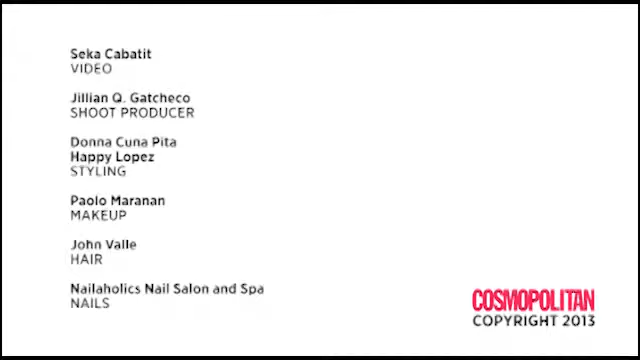 Seka Cabatit
VIDEO
Jillian Q. Gatcheco
SHOOT PRODUCER
Donna Cuna Pita
Happy Lopez
STYLING
Paolo Maranan
MAKEUP
John Valle
HAIR
Nailaholics Nail Salon and Spa
NAILS
COSMOPOLITAN
COPYRIGHT 2013